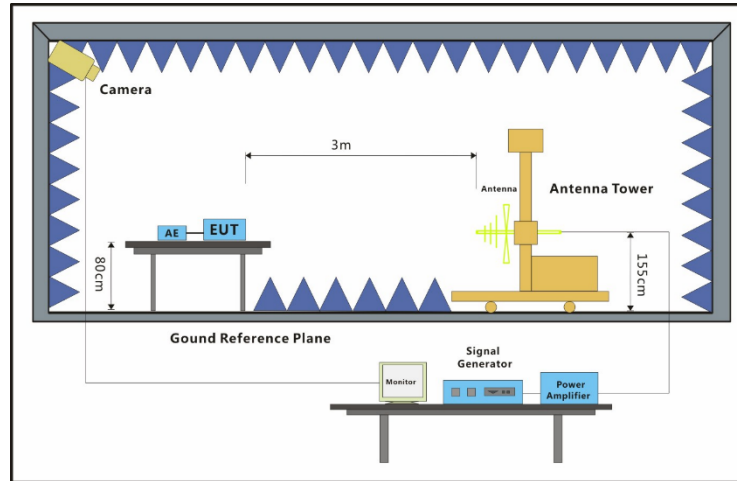 Camera
3m
Antenna
Antenna Tower
AE
EUT
80cm
155cm
Gound Reference Plane
Signal
Generator
Monitor
Power
Amplifier